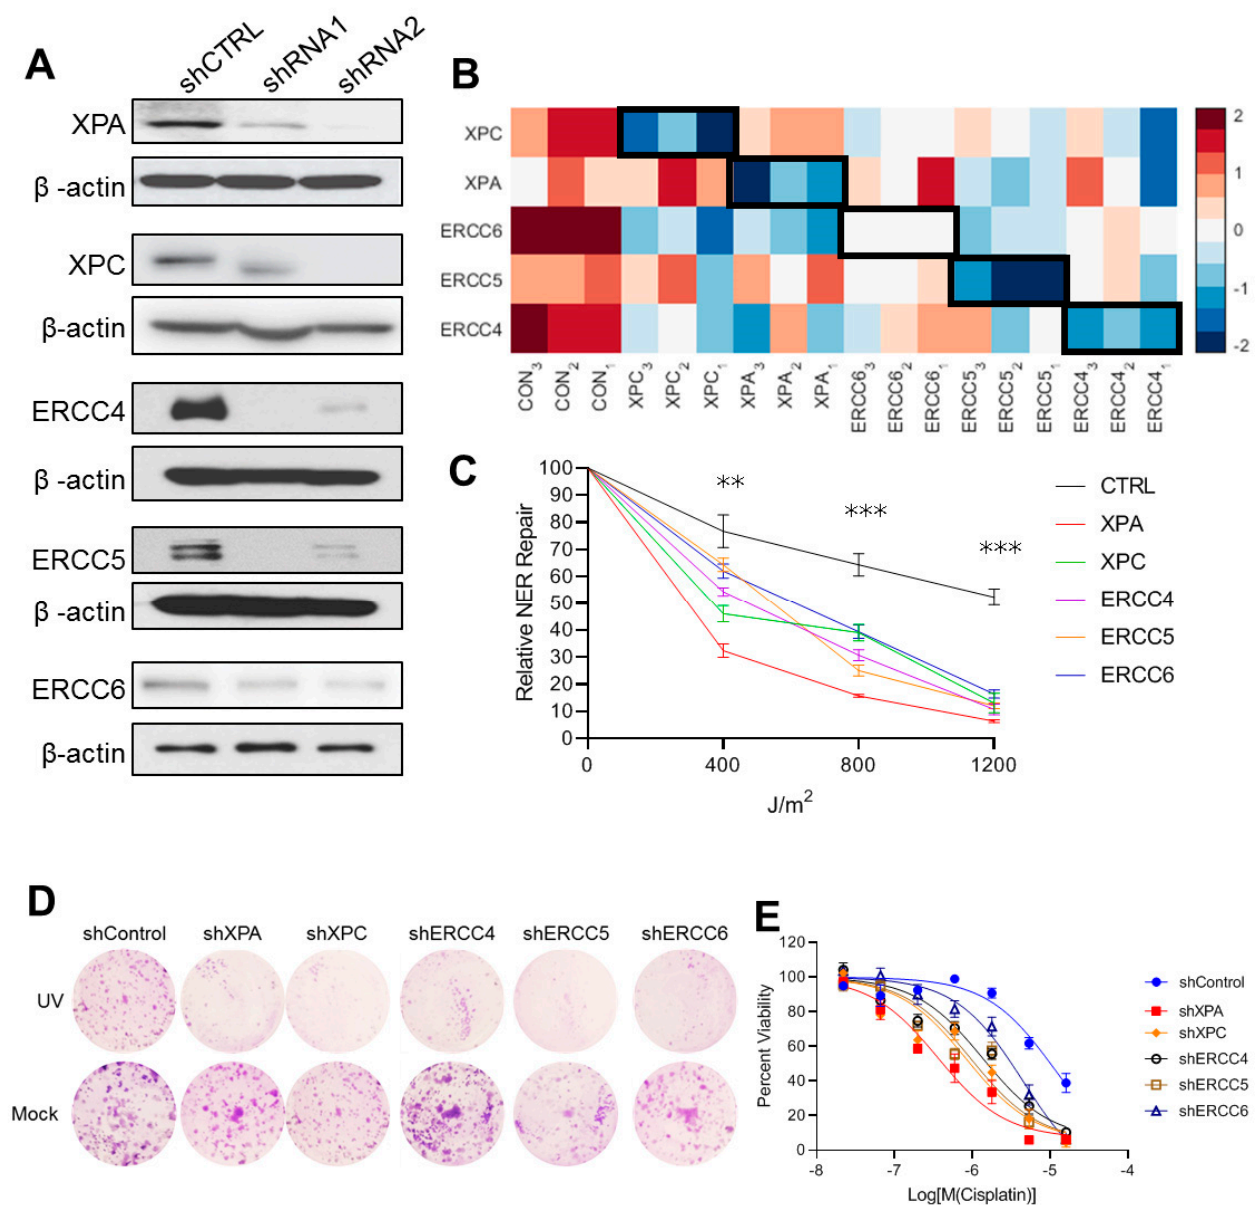 A
shCTRL
shRNA1
shRNA2
XPA
β -actin
XPC
β-actin
ERCC4
β -actin
ERCC5
β -actin
ERCC6
β-actin
B
XPC
XPA
ERCC6
ERCC5
ERCC4
2
1
0
-1
-2
CON₃
CON₂
CON₁
XPC₃
XPC₂
XPC₁
XPA₃
XPA₂
XPA₁
ERCC6₃
ERCC6₂
ERCC6₁
ERCC5₃
ERCC5₂
ERCC5₁
ERCC4₃
ERCC4₂
ERCC4₁
C
Relative NER Repair
100
90
80
70
60
50
40
30
20
10
0
** 
***
***
0 400 800 1200
J/m²
CTRL
XPA
XPC
ERCC4
ERCC5
ERCC6
D
shControl shXPA shXPC shERCC4 shERCC5 shERCC6
UV
Mock
E
Percent Viability
120
100
80
60
40
20
0
-8 -7 -6 -5 -4
Log[M(Cisplatin)]
shControl
shXPA
shXPC
shERCC4
shERCC5
shERCC6